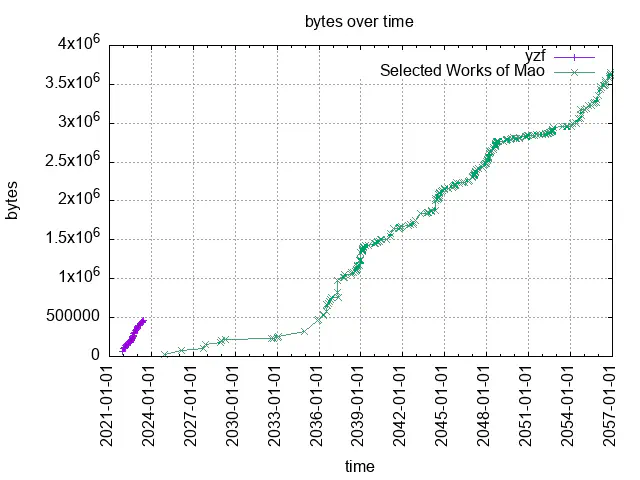 bytes over time
yzf
Selected Works of Mao
4x10^6
3.5x10^6
3x10^6
2.5x10^6
2x10^6
1.5x10^6
1x10^6
500000
0
bytes
2021-01-01
2024-01-01
2027-01-01
2030-01-01
2033-01-01
2036-01-01
2039-01-01
2042-01-01
2045-01-01
2048-01-01
2051-01-01
2054-01-01
2057-01-01
time